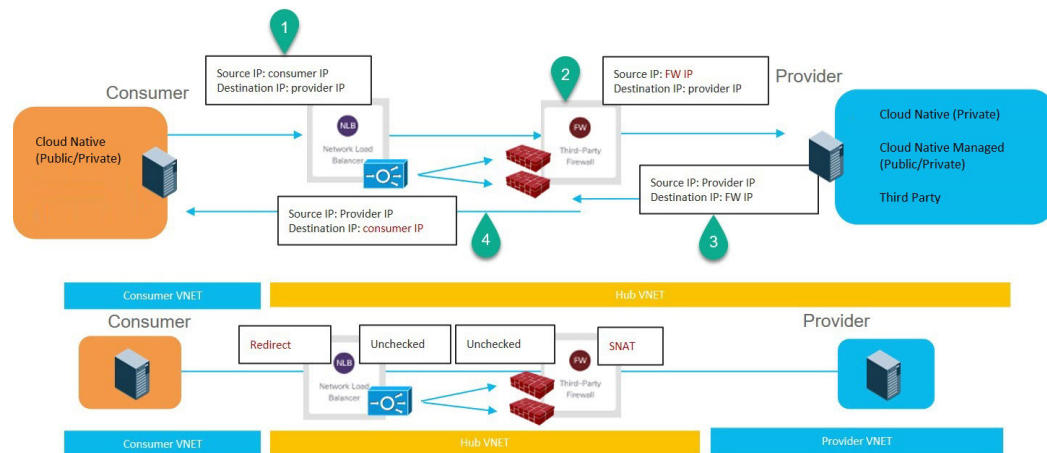 1
Source IP: consumer IP
Destination IP: provider IP
2
Source IP: FW IP
Destination IP: provider IP
Consumer
Provider
Cloud Native
(Public/Private)
NLB
Network Load
Balancer
FW
Third-Party
Firewall
Cloud Native (Private)
Cloud Native Managed
(Public/Private)
Third Party
Source IP: Provider IP
Destination IP: FW IP
Source IP: Provider IP
Destination IP: consumer IP
4
3
Consumer VNET
Hub VNET
Consumer
Provider
Redirect
Unchecked
Unchecked
SNAT
NLB
Network Load
Balancer
FW
Third-Party
Firewall
Consumer VNET
Hub VNET
Provider VNET